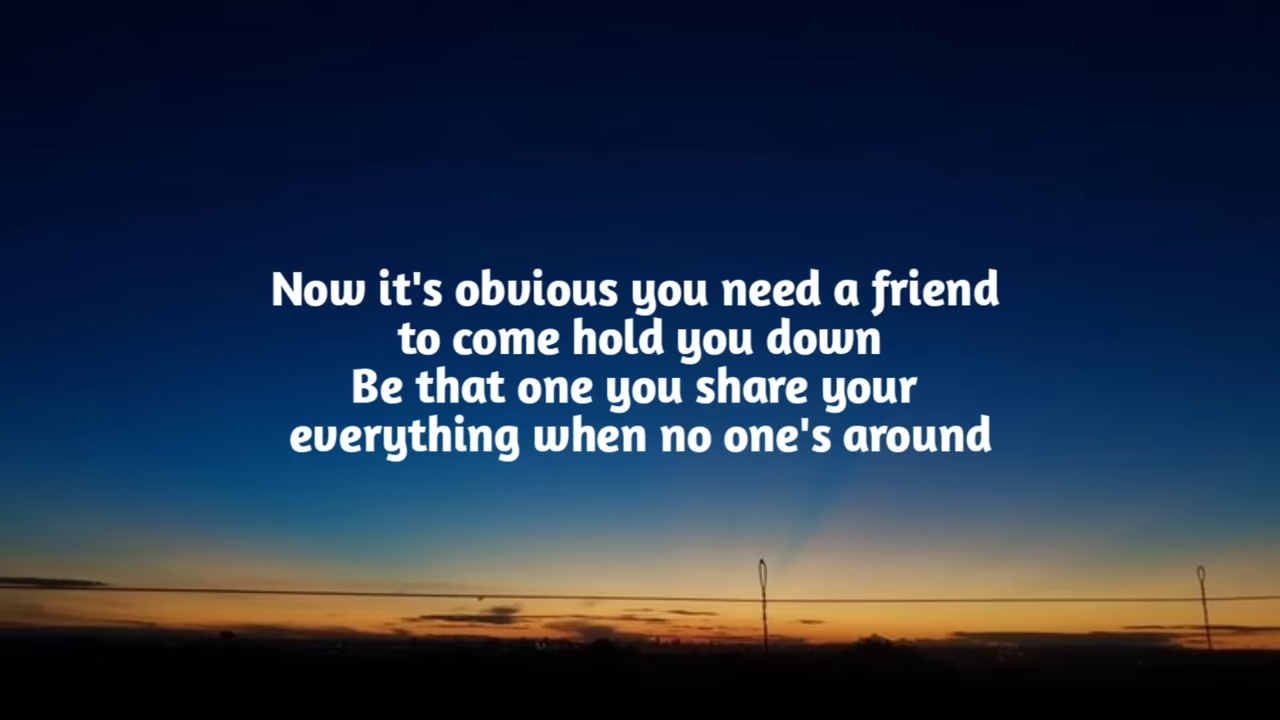 Now it's obvious you need a friend
to come hold you down
Be that one you share your
everything when no one's around